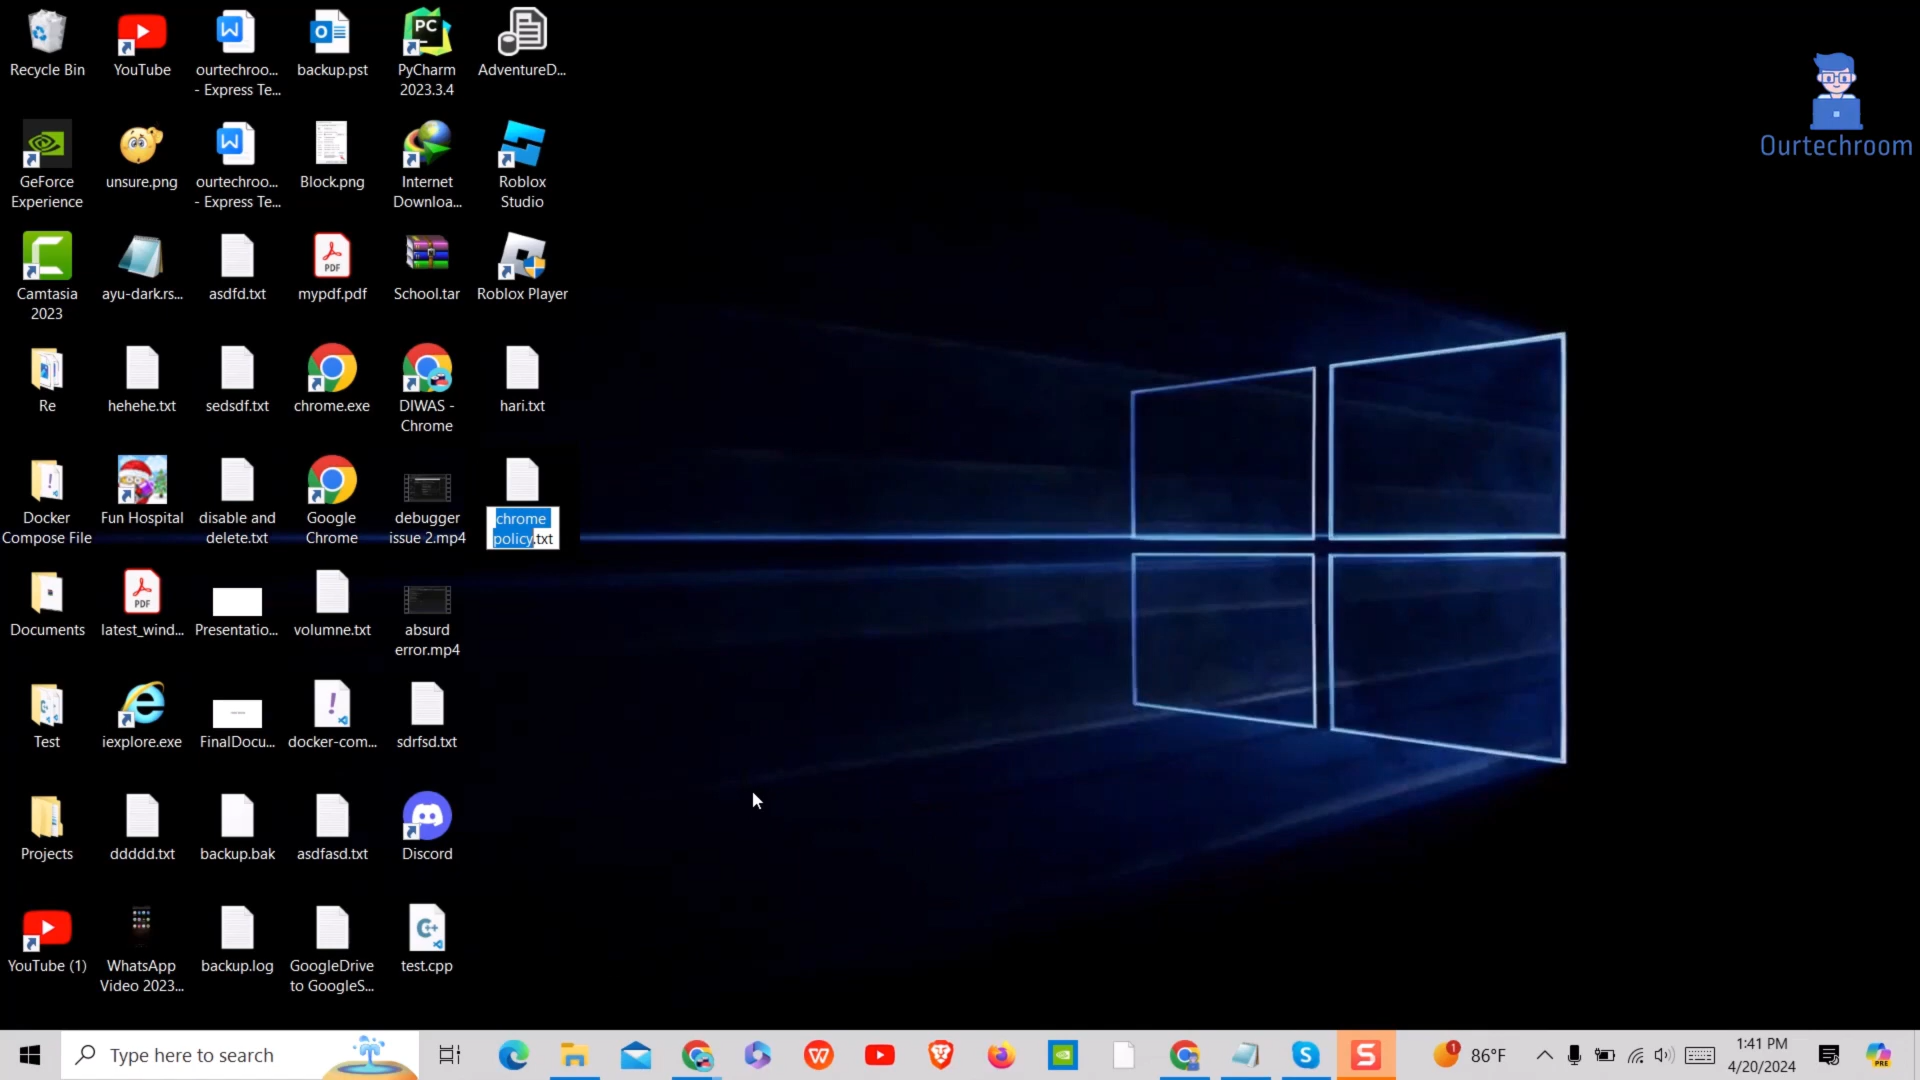 Recycle Bin
YouTube
ourtechroo...
- Express Te...
backup.pst
PyCharm
2023.3.4
AdventureD...
Ourtechroom
GeForce
Experience
unsure.png
ourtechroo...
- Express Te...
Block.png
Internet
Downloa...
Roblox
Studio
Camtasia
2023
ayu-dark.rs...
asdfd.txt
mypdf.pdf
School.tar
Roblox Player
Re
hehehe.txt
sedsdf.txt
chrome.exe
DIWAS -
Chrome
hari.txt
Docker
Compose File
Fun Hospital
disable and
delete.txt
Google
Chrome
debugger
issue 2.mp4
chrome
policy.txt
Documents
latest_wind...
Presentatio...
volumne.txt
absurd
error.mp4
Test
iexplore.exe
FinalDocu...
docker-com...
sdrfsd.txt
Projects
ddddd.txt
backup.bak
asdfasd.txt
Discord
YouTube (1)
WhatsApp
Video 2023...
backup.log
GoogleDrive
to GoogleS...
test.cpp
Type here to search
86°F
1:41 PM
4/20/2024